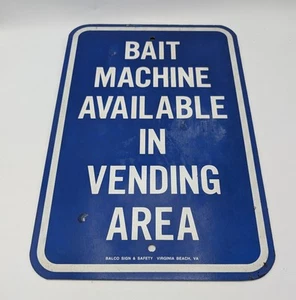 BAIT
MACHINE
AVAILABLE
IN
VENDING
AREA
BALCO SIGN & SAFETY VIRGINIA BEACH, VA